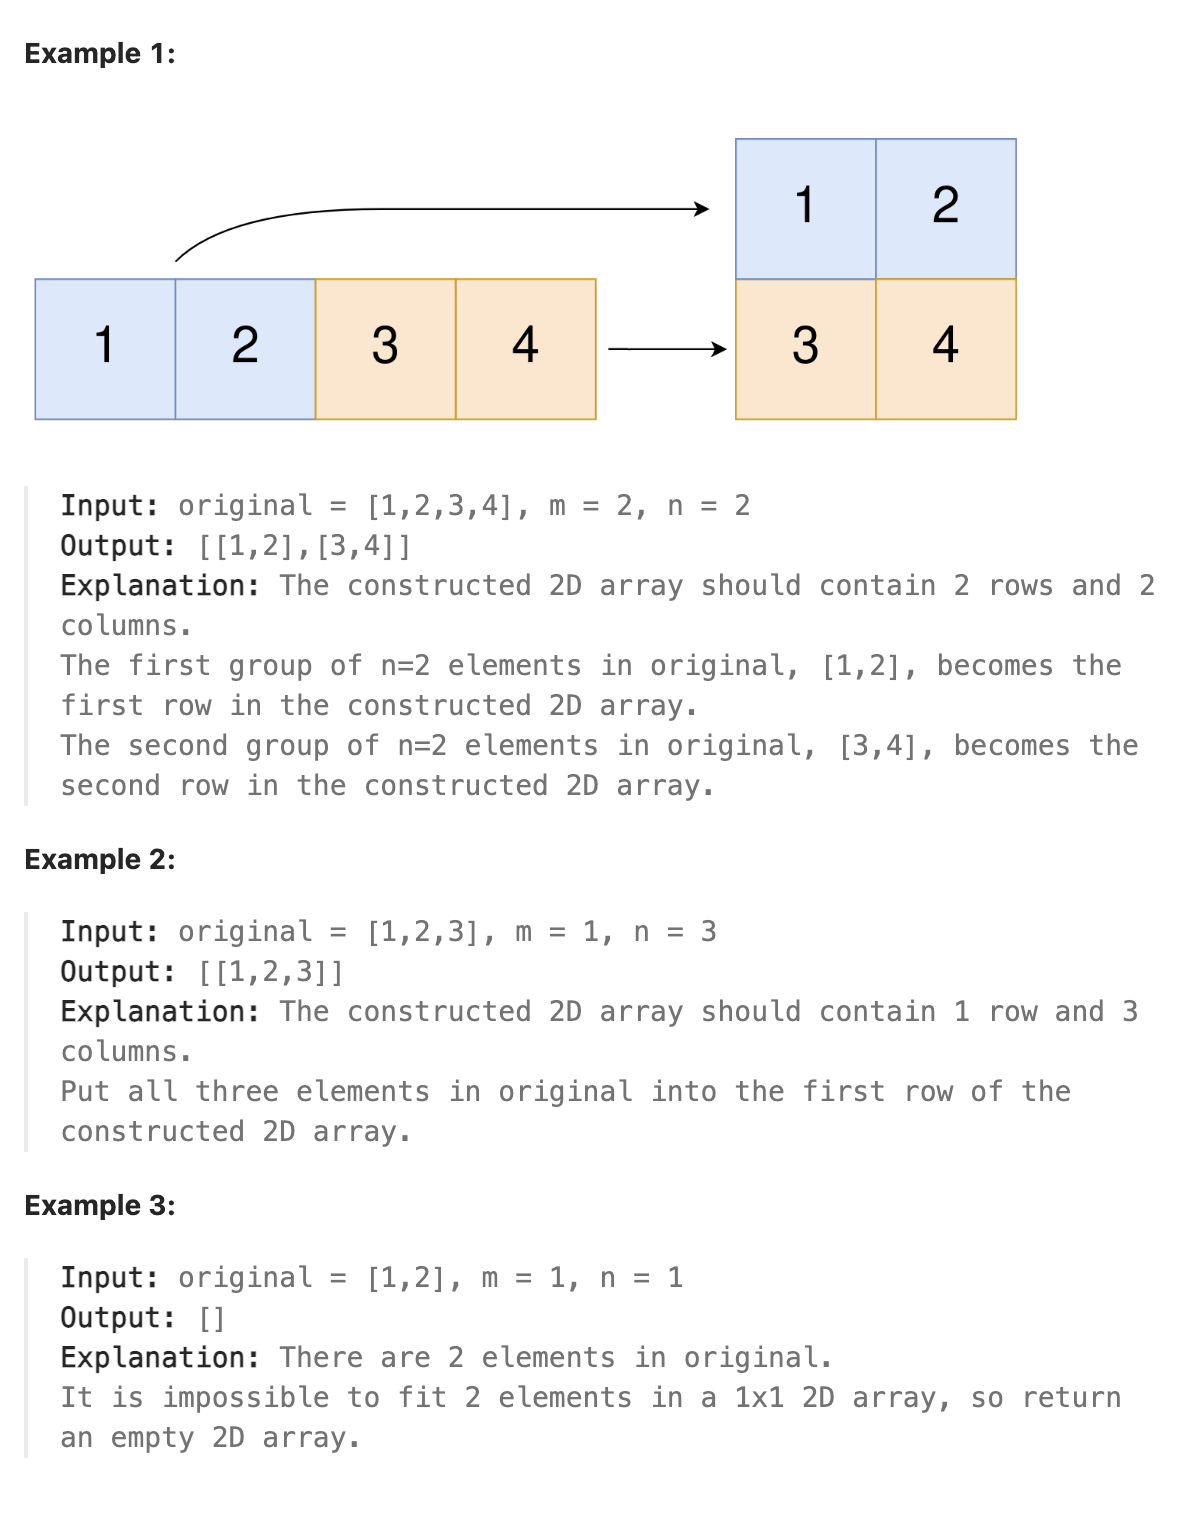 Example 1:
1 2
1 2 3 4
3 4
Input: original = [1,2,3,4], m = 2, n = 2
Output: [[1,2],[3,4]]
Explanation: The constructed 2D array should contain 2 rows and 2
columns.
The first group of n=2 elements in original, [1,2], becomes the
first row in the constructed 2D array.
The second group of n=2 elements in original, [3,4], becomes the
second row in the constructed 2D array.
Example 2:
Input: original = [1,2,3], m = 1, n = 3
Output: [[1,2,3]]
Explanation: The constructed 2D array should contain 1 row and 3
columns.
Put all three elements in original into the first row of the
constructed 2D array.
Example 3:
Input: original = [1,2], m = 1, n = 1
Output: []
Explanation: There are 2 elements in original.
It is impossible to fit 2 elements in a 1x1 2D array, so return
an empty 2D array.